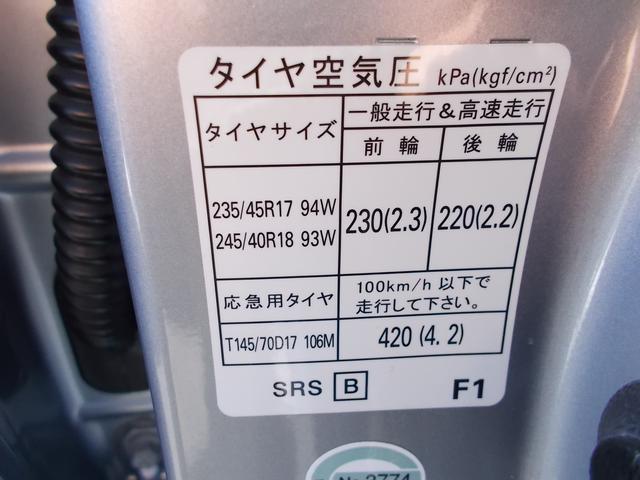 タイヤ空気圧 kPa(kgf/cm²)
タイヤサイズ 一般走行＆高速走行
前輪 後輪
235/45R17 94W
245/40R18 93W
230(2.3) 220(2.2)
応急用タイヤ 100km/h 以下で
走行して下さい。
T145/70D17 106M 420 (4.2)
SRS B F1